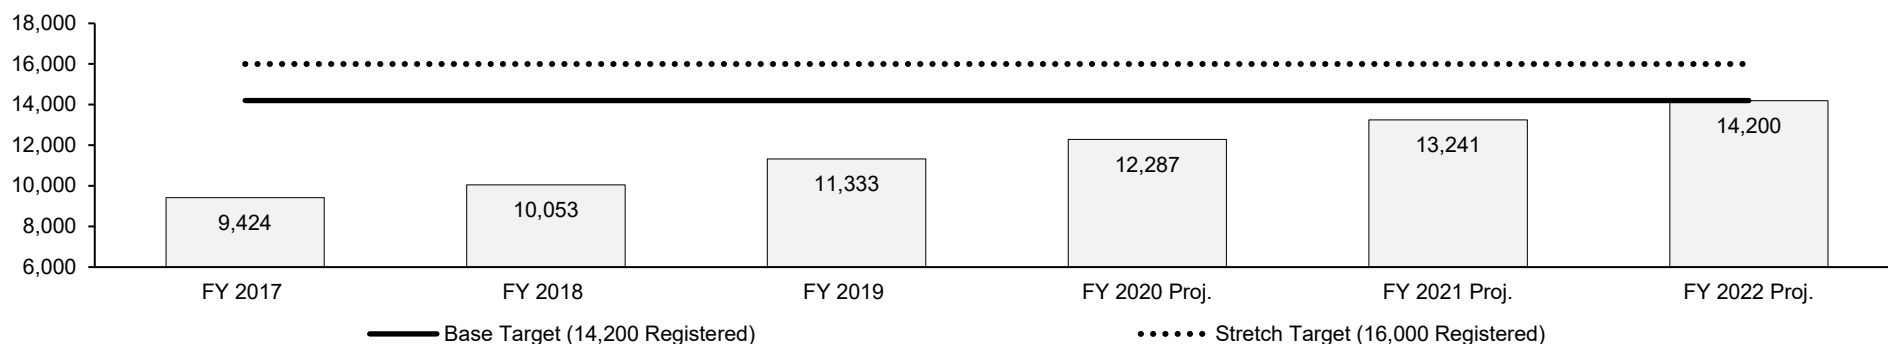 18,000
16,000
14,000
12,000
10,000
8,000
6,000
9,424
10,053
11,333
12,287
13,241
14,200
FY 2017
FY 2018
FY 2019
FY 2020 Proj.
FY 2021 Proj.
FY 2022 Proj.
Base Target (14,200 Registered)
Stretch Target (16,000 Registered)